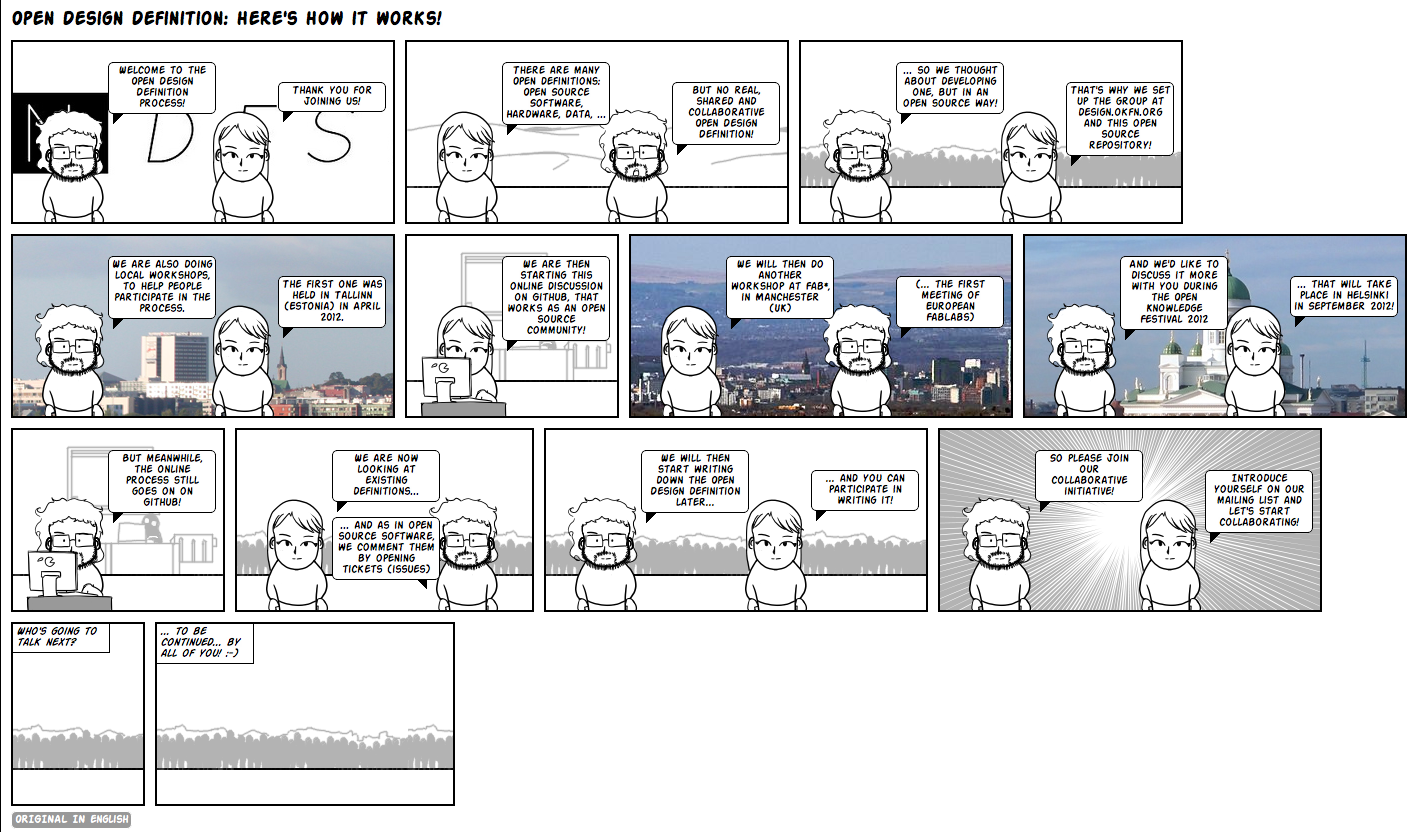 OPEN DESIGN DEFINITION: HERE'S HOW IT WORKS!
WELCOME TO THE
OPEN DESIGN
DEFINITION
PROCESS!
THANK YOU FOR
JOINING US!
N D S
THERE ARE MANY
OPEN DEFINITIONS:
OPEN SOURCE
SOFTWARE,
HARDWARE, DATA, ...
BUT NO REAL,
SHARED AND
COLLABORATIVE
OPEN DESIGN
DEFINITION!
... SO WE THOUGHT
ABOUT DEVELOPING
ONE, BUT IN AN
OPEN SOURCE WAY!
THAT'S WHY WE SET
UP THE GROUP AT
DESIGN.OKFN.ORG
AND THIS OPEN
SOURCE
REPOSITORY!
WE ARE ALSO DOING
LOCAL WORKSHOPS,
TO HELP PEOPLE
PARTICIPATE IN THE
PROCESS.
THE FIRST ONE WAS
HELD IN TALLINN
(ESTONIA) IN APRIL
2012.
WE ARE THEN
STARTING THIS
ONLINE DISCUSSION
ON GITHUB, THAT
WORKS AS AN OPEN
SOURCE
COMMUNITY!
WE WILL THEN DO
ANOTHER
WORKSHOP AT FAB*,
IN MANCHESTER
(UK)
(... THE FIRST
MEETING OF
EUROPEAN
FABLABS)
AND WE'D LIKE TO
DISCUSS IT MORE
WITH YOU DURING
THE OPEN
KNOWLEDGE
FESTIVAL 2012
... THAT WILL TAKE
PLACE IN HELSINKI
IN SEPTEMBER 2012!
BUT MEANWHILE,
THE ONLINE
PROCESS STILL
GOES ON ON
GITHUB!
WE ARE NOW
LOOKING AT
EXISTING
DEFINITIONS...
... AND AS IN OPEN
SOURCE SOFTWARE,
WE COMMENT THEM
BY OPENING
TICKETS (ISSUES)
WE WILL THEN
START WRITING
DOWN THE OPEN
DESIGN DEFINITION
LATER...
... AND YOU CAN
PARTICIPATE IN
WRITING IT!
SO PLEASE JOIN
OUR
COLLABORATIVE
INITIATIVE!
INTRODUCE
YOURSELF ON OUR
MAILING LIST AND
LET'S START
COLLABORATING!
WHO'S GOING TO
TALK NEXT?
... TO BE
CONTINUED... BY
ALL OF YOU! :-)
ORIGINAL IN ENGLISH